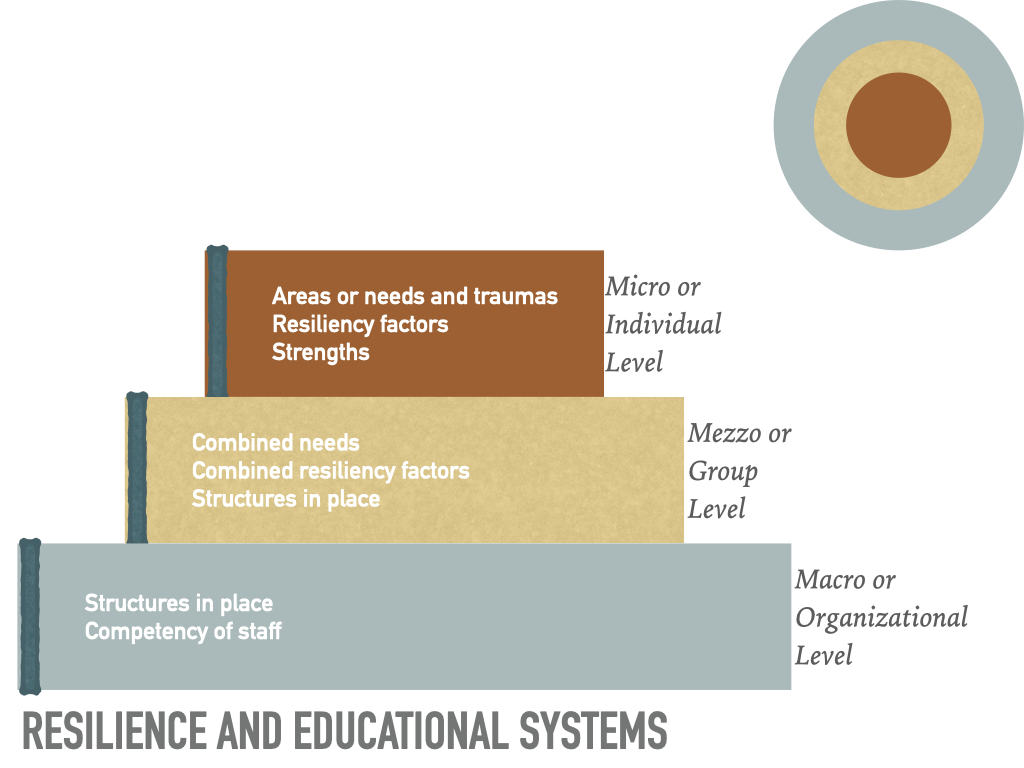 Areas or needs and traumas
Resiliency factors
Strengths
Micro or
Individual
Level
Combined needs
Combined resiliency factors
Structures in place
Mezzo or
Group
Level
Structures in place
Competency of staff
Macro or
Organizational
Level
RESILIENCE AND EDUCATIONAL SYSTEMS